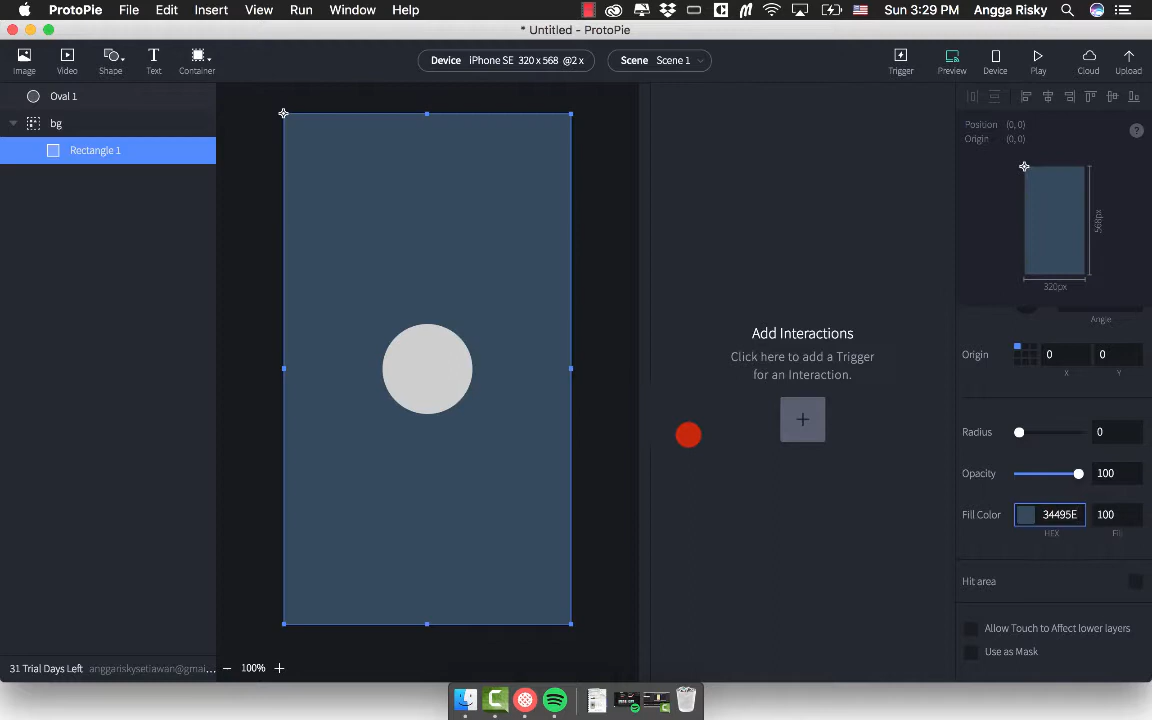 ProtoPie File Edit Insert View Run Window Help Sun 3:29 PM Angga Risky
* Untitled - ProtoPie
Image Video Shape Text Container
Device iPhone SE 320 x 568 @2 x
Scene Scene 1
Trigger Preview Device Play Cloud Upload
Oval 1
bg
Rectangle 1
Position (0, 0)
Origin (0, 0)
?
568px
320px
Add Interactions
Click here to add a Trigger
for an Interaction.
+
Angle
Origin 0 0
X Y
Radius 0
Opacity 100
Fill Color 34495E 100
HEX Fill
Hit area
Allow Touch to Affect lower layers
Use as Mask
31 Trial Days Left anggariskysetiawan@gmai...
− 100% +